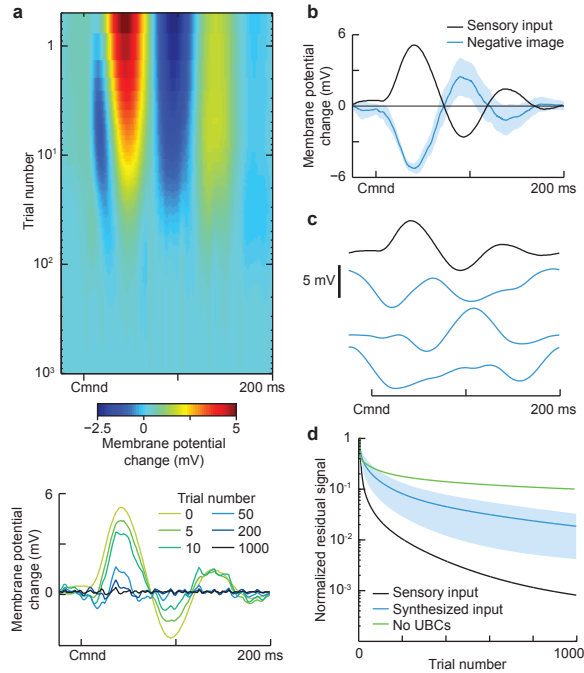 a
1
10¹
10²
10³
Trial number
Cmnd
200 ms
−2.5
0
5
Membrane potential
change (mV)
6
0
Membrane potential
change (mV)
Trial number
0
50
5
200
10
1000
Cmnd
200 ms
b
Sensory input
Negative image
6
0
−6
Membrane potential
change (mV)
Cmnd
200 ms
c
5 mV
Cmnd
200 ms
d
1
10⁻¹
10⁻²
10⁻³
Normalized residual signal
Sensory input
Synthesized input
No UBCs
0
1000
Trial number